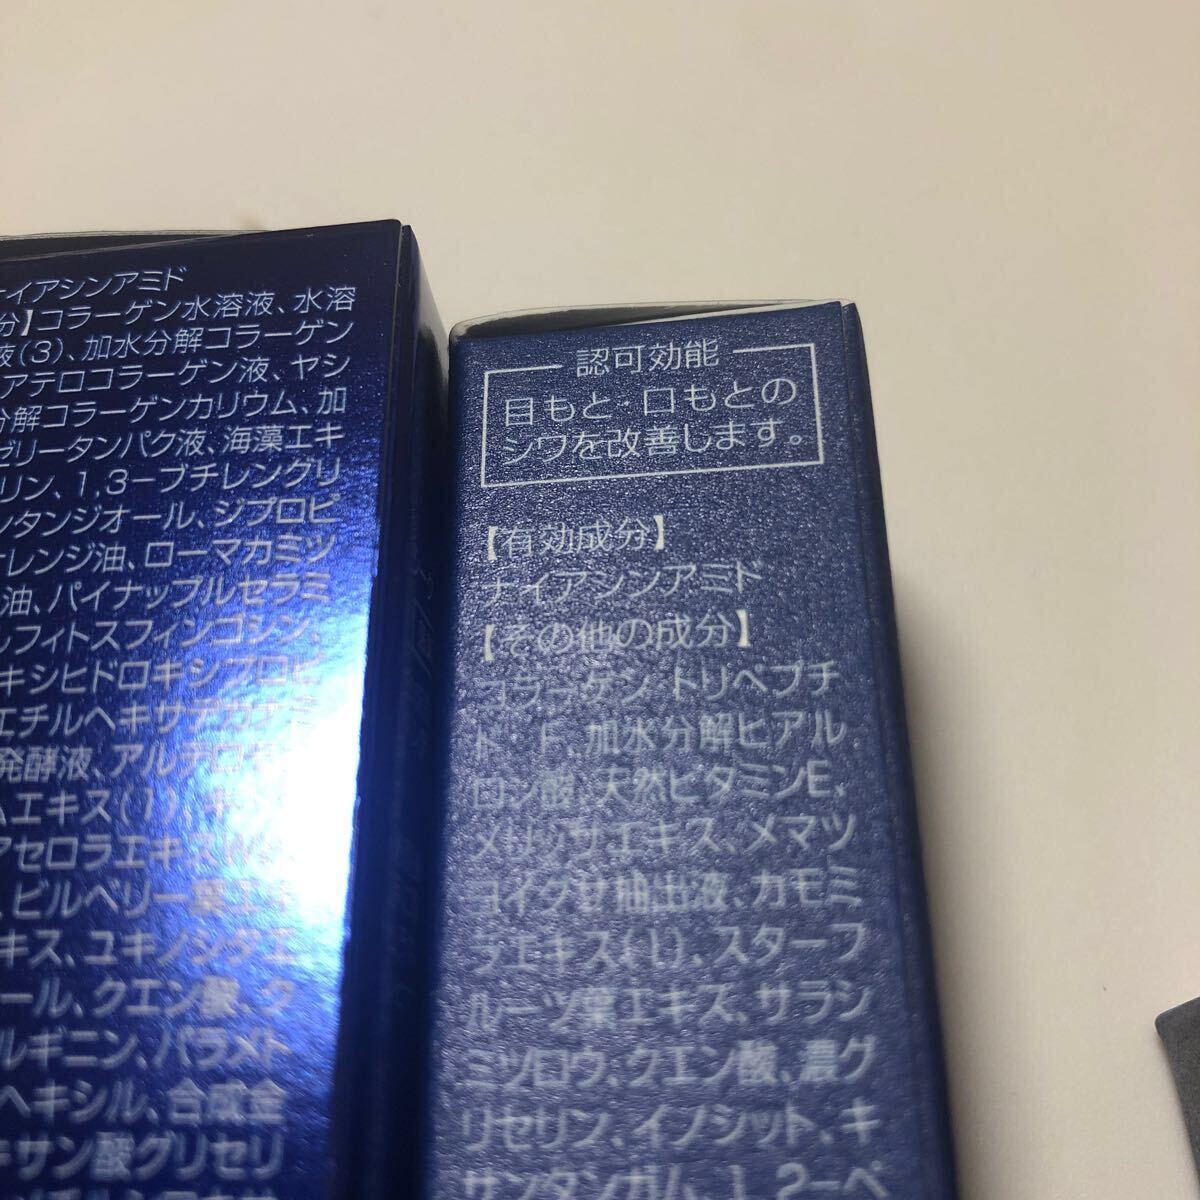 ナイアシンアミド
分】コラーゲン水溶液、水溶
液(3)、加水分解コラーゲン
アテロコラーゲン液、ヤシ
分解コラーゲンカリウム、加
ゼリータンパク液、海藻エキ
リン、1,3-ブチレングリ
ンタンジオール、ジプロピ
オレンジ油、ローマカミツ
油、パイナップルセラミ
ルフィトスフィンゴシン、
キシヒドロキシプロピ
エチルヘキサデカ
発酵液、アルテロ
ムエキス(1)、
アセロラエキス
、ビルベリー葉エ
キス、ユキノシタエ
ール、クエン酸、ク
ルギニン、パラメト
ヘキシル、合成金
キサン酸グリセリ
認可効能
目もと・口もとの
シワを改善します。
【有効成分】
ナイアシンアミド
【その他の成分】
コラーゲン・トリペプチ
ド・F、加水分解ヒアル
ロン酸、天然ビタミンE、
メリッサエキス、メマツ
ヨイグサ抽出液、カモミ
ラエキス(1)、スターフ
ルーツ葉エキス、サラシ
ミツロウ、クエン酸、濃グ
リセリン、イノシット、キ
サンタンガム、1,2-ペ